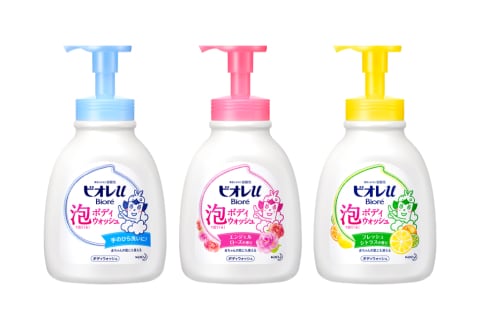 ビオレu
Bioré
泡
ボディ
ウォッシュ
手のひら洗いに!
ボディウォッシュ
ビオレu
Bioré
泡
ボディ
ウォッシュ
エンジェル
ローズの香り
ボディウォッシュ
ビオレu
Bioré
泡
ボディ
ウォッシュ
フレッシュ
シトラスの香り
ボディウォッシュ